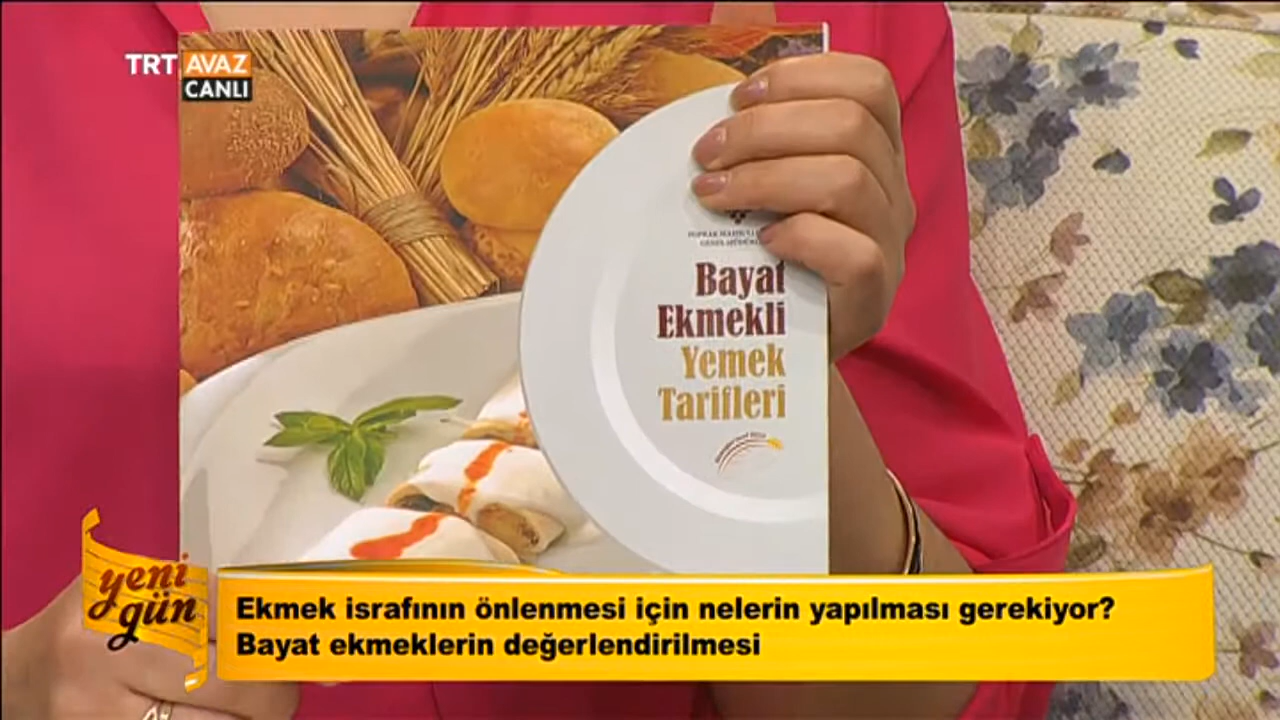 TRT AVAZ
CANLI
Bayat
Ekmekli
Yemek
Tarifleri
yeni
gün
Ekmek israfının önlenmesi için nelerin yapılması gerekiyor?
Bayat ekmeklerin değerlendirilmesi